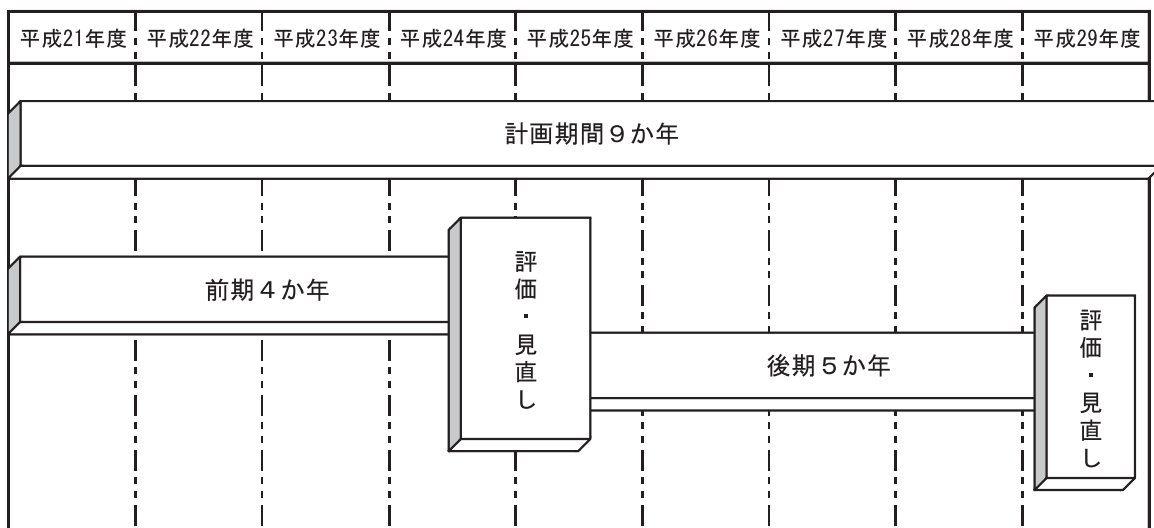 平成21年度 平成22年度 平成23年度 平成24年度 平成25年度 平成26年度 平成27年度 平成28年度 平成29年度
計画期間９か年
前期４か年
評価・見直し
後期５か年
評価・見直し